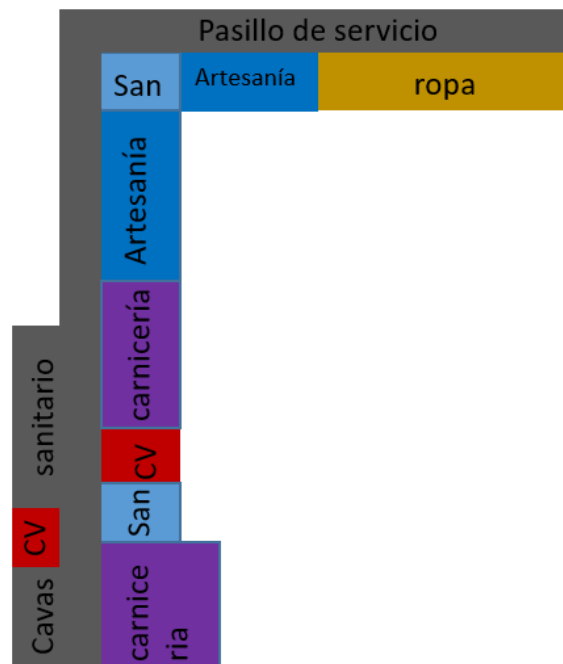 Pasillo de servicio
San
Artesanía
ropa
Artesanía
carnicería
sanitario
CV
San
CV
Cavas
carnice
ria